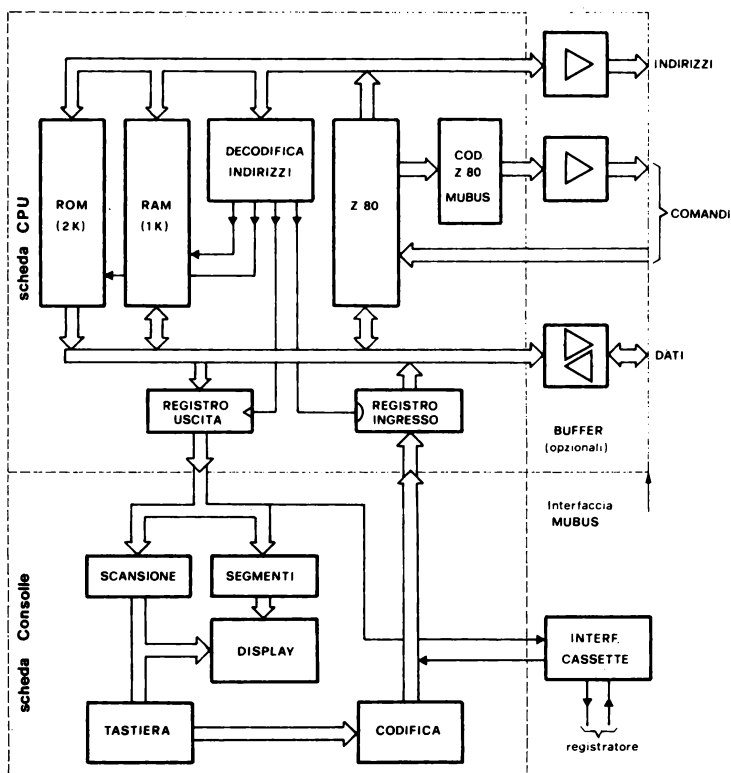 INDIRIZZI
scheda CPU
ROM
(2K)
RAM
(1K)
DECODIFICA
INDIRIZZI
Z 80
COD.
Z 80
MUBUS
COMANDI
DATI
REGISTRO
USCITA
REGISTRO
INGRESSO
BUFFER
(opzionali)
Interfaccia
MUBUS
scheda Consolle
SCANSIONE
SEGMENTI
DISPLAY
INTERF.
CASSETTE
TASTIERA
CODIFICA
registratore